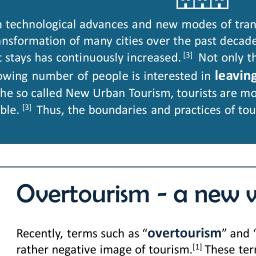 technological advances and new modes of tran
nsformation of many cities over the past decade
stays has continuously increased. [3] Not only th
owing number of people is interested in leaving
he so called New Urban Tourism, tourists are mo
ble. [3] Thus, the boundaries and practices of tou
Overtourism - a new
Recently, terms such as “overtourism” and “
rather negative image of tourism.[1] These ter